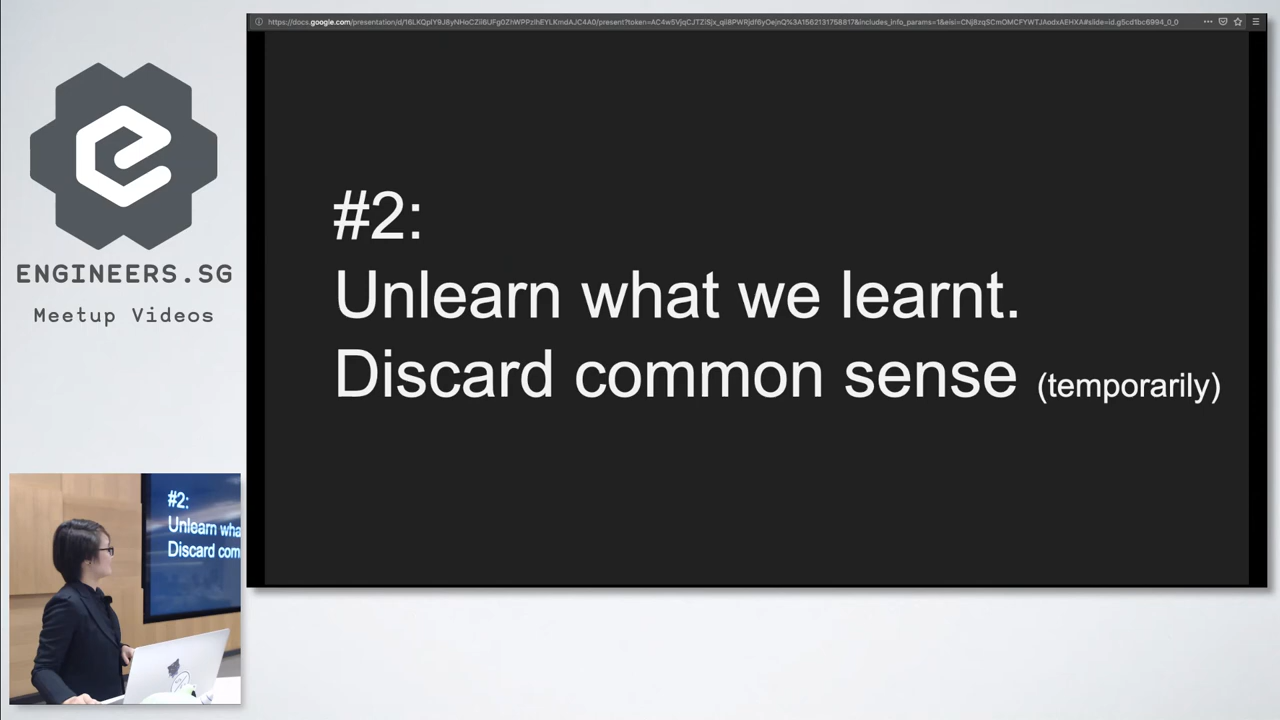 ENGINEERS.SG
Meetup Videos
#2:
Unlearn what we learnt.
Discard common sense (temporarily)
#2:
Unlearn wha
Discard com